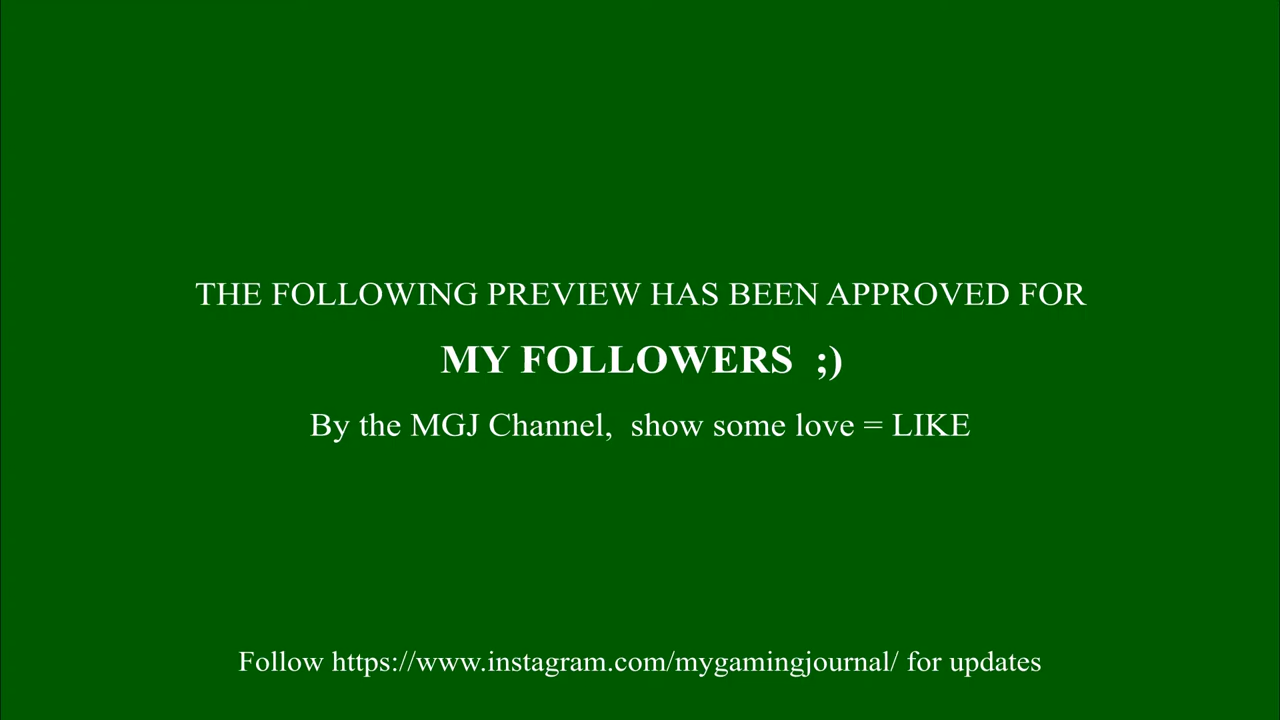 THE FOLLOWING PREVIEW HAS BEEN APPROVED FOR
MY FOLLOWERS  ;)
By the MGJ Channel,  show some love = LIKE
Follow https://www.instagram.com/mygamingjournal/ for updates